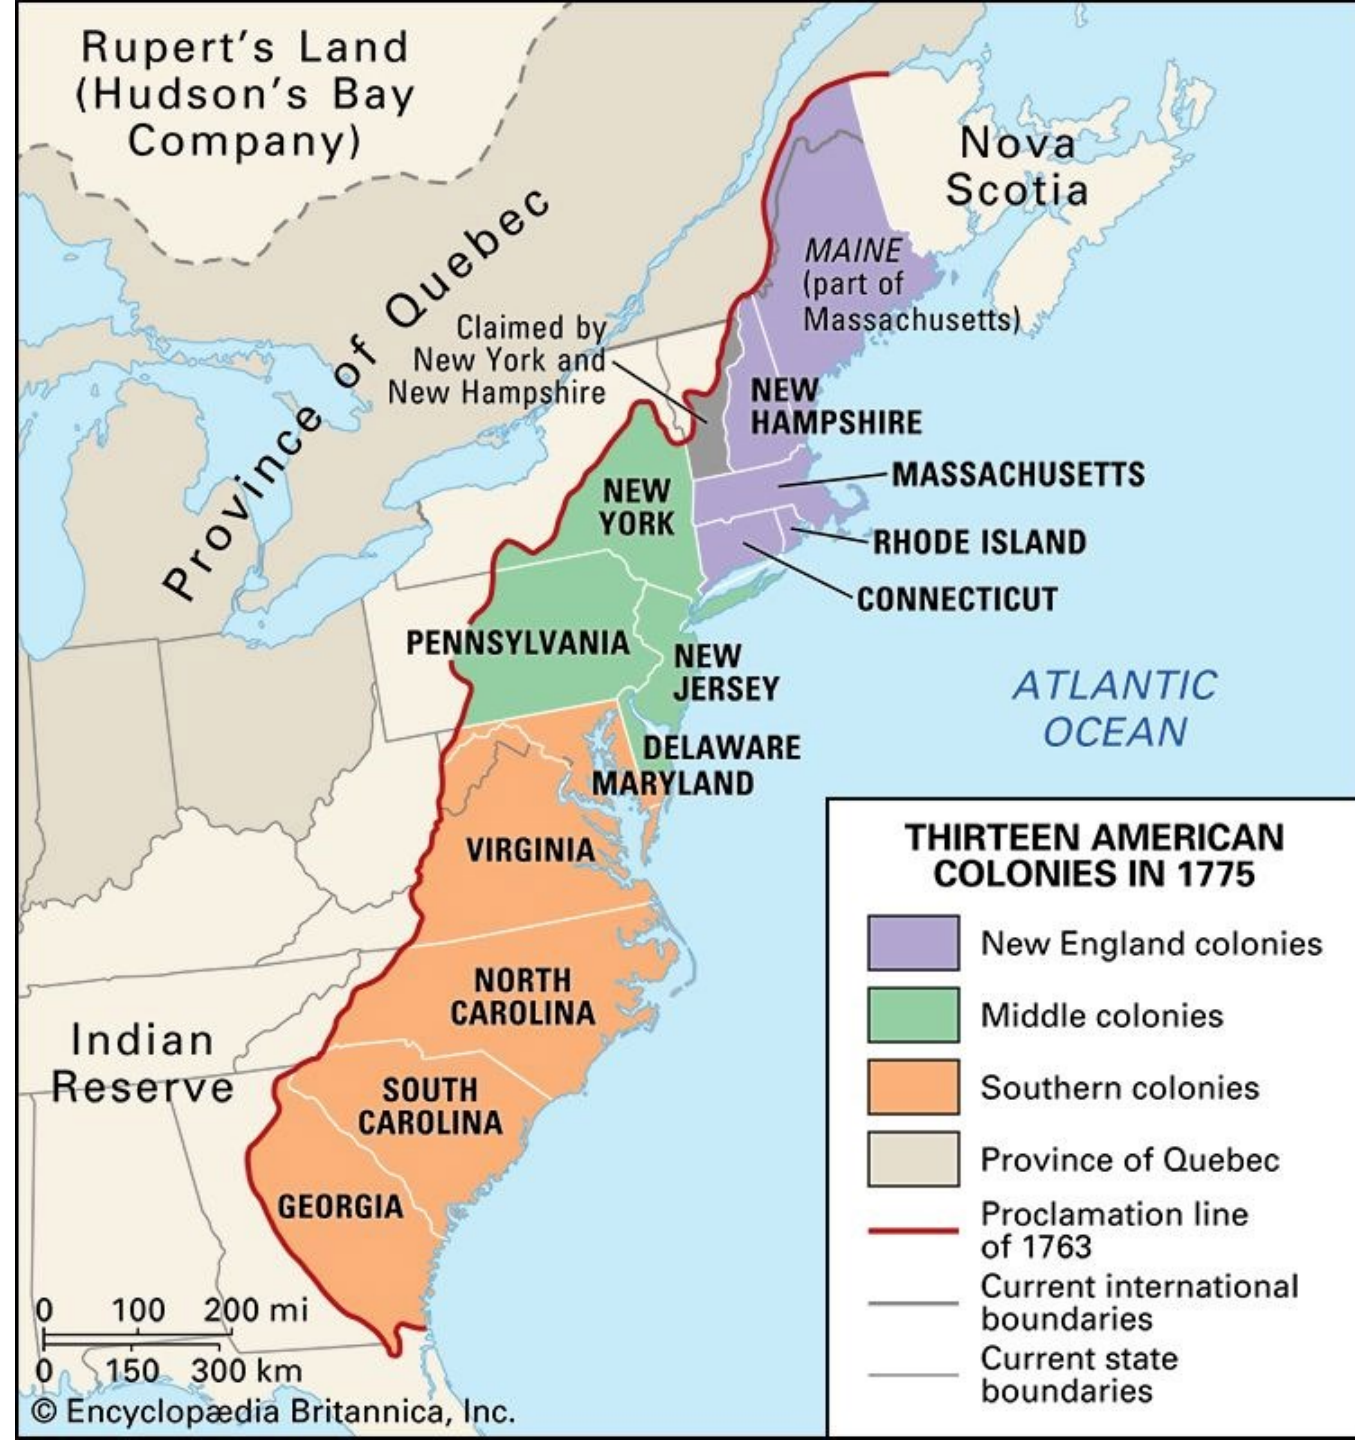 Rupert's Land
(Hudson's Bay
Company)
Nova
Scotia
Province of Quebec
MAINE
(part of
Massachusetts)
Claimed by
New York and
New Hampshire
NEW
HAMPSHIRE
MASSACHUSETTS
NEW
YORK
RHODE ISLAND
CONNECTICUT
PENNSYLVANIA
NEW
JERSEY
ATLANTIC
OCEAN
DELAWARE
MARYLAND
VIRGINIA
NORTH
CAROLINA
Indian
Reserve
SOUTH
CAROLINA
GEORGIA
0 100 200 mi
0 150 300 km
© Encyclopædia Britannica, Inc.
THIRTEEN AMERICAN
COLONIES IN 1775
New England colonies
Middle colonies
Southern colonies
Province of Quebec
Proclamation line
of 1763
Current international
boundaries
Current state
boundaries